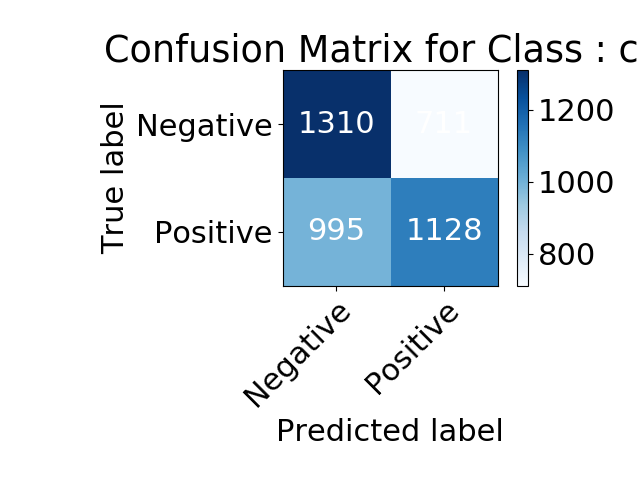 Confusion Matrix for Class : c
True label
Negative 1310 711
Positive 995 1128
Negative Positive
Predicted label
1200
1000
800